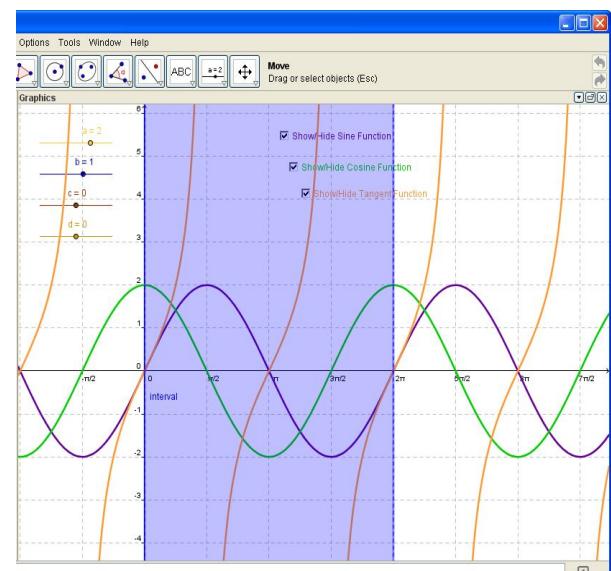 Options Tools Window Help
ABC
a=2
Move
Drag or select objects (Esc)
Graphics
6
Show/Hide Sine Function
a = 2
5
b = 1
Show/Hide Cosine Function
c = 0
4
Show/Hide Tangent Function
d = 0
3
2
1
0
-π/2 0 π/2 π 3π/2 2π 5π/2 3π 7π/2
interval
-1
-2
-3
-4